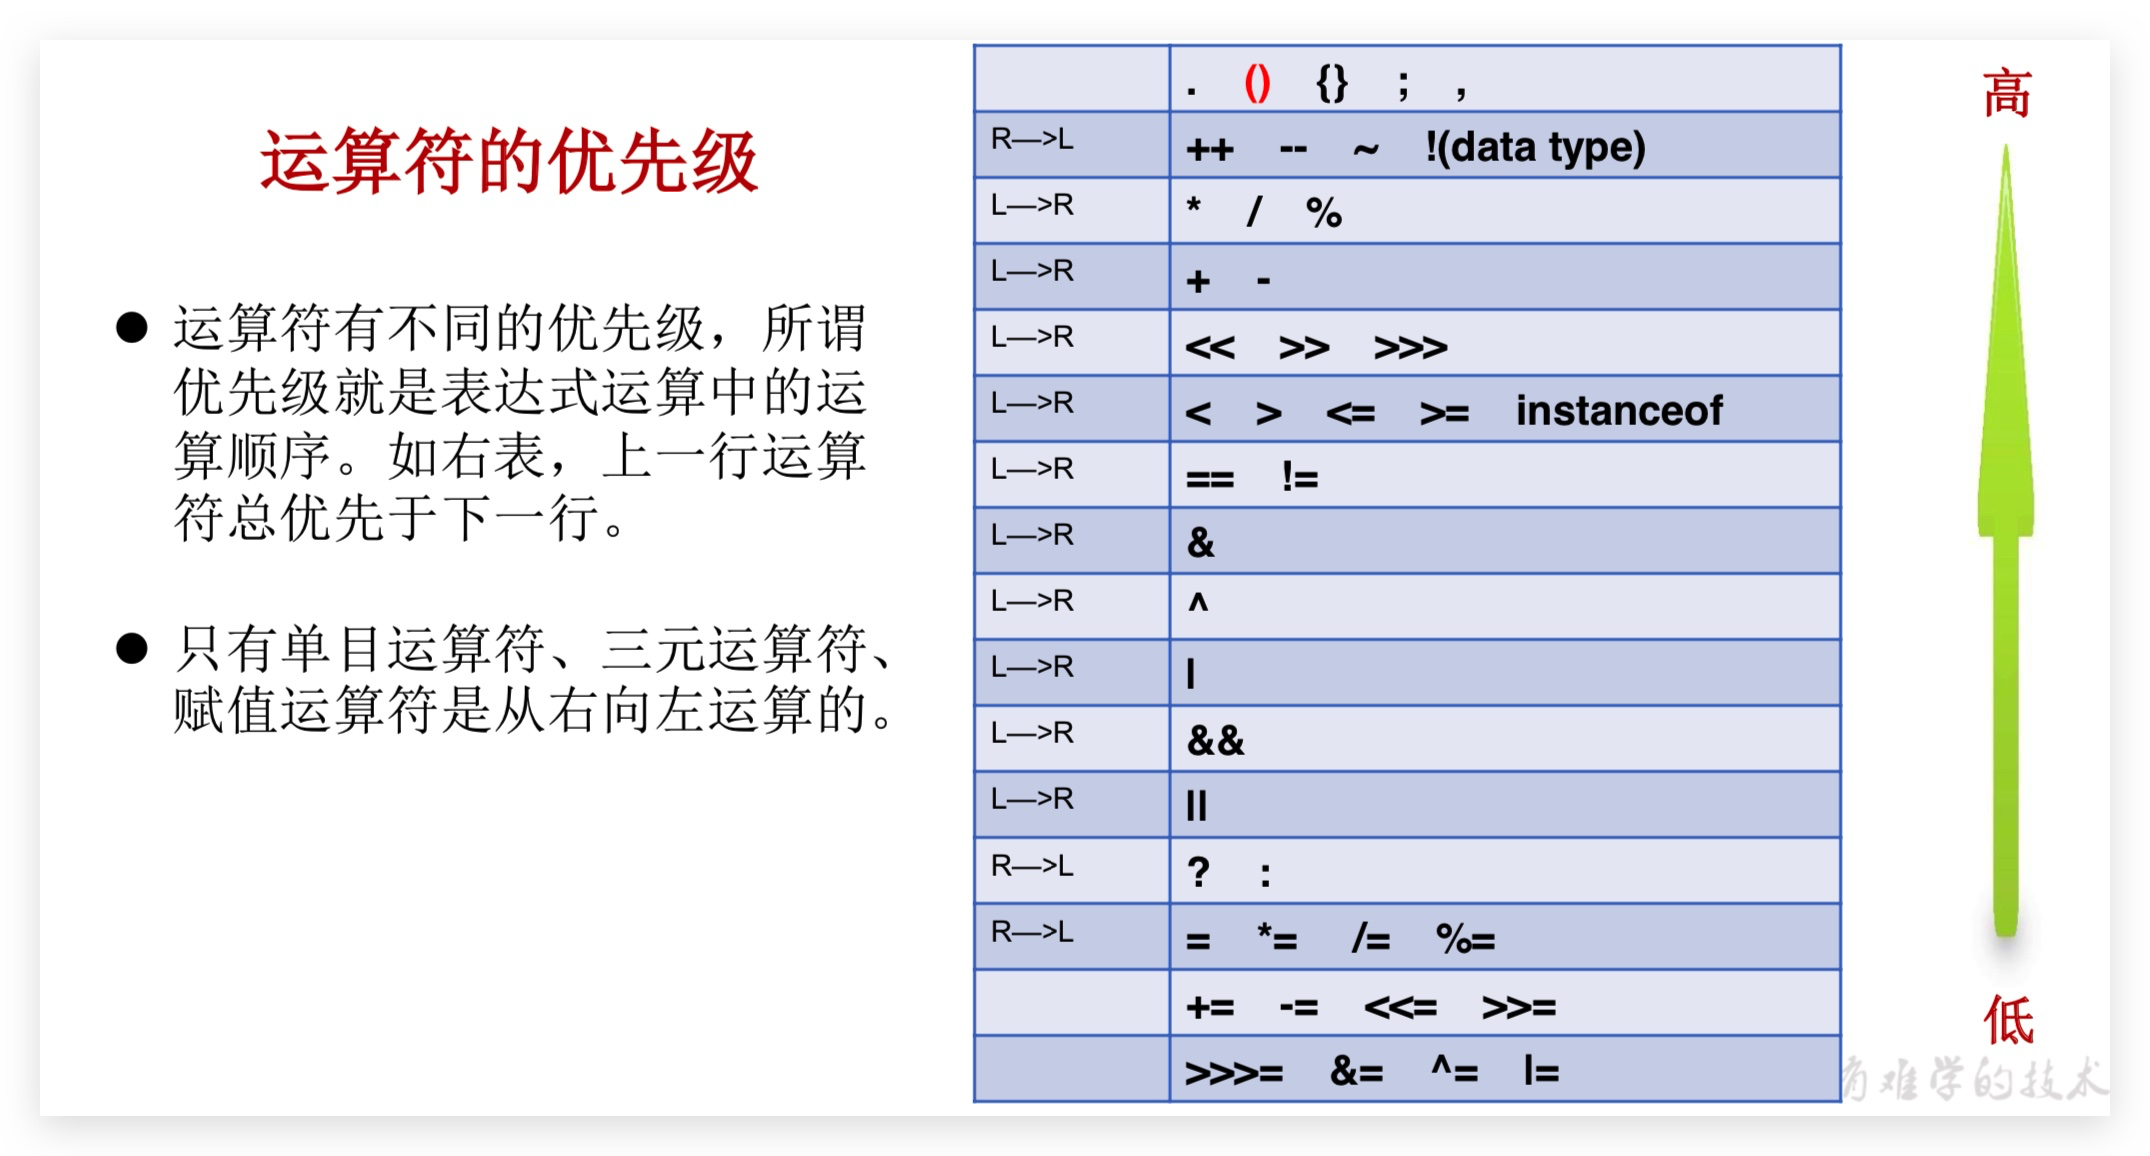 运算符的优先级
● 运算符有不同的优先级，所谓
优先级就是表达式运算中的运
算顺序。如右表，上一行运算
符总优先于下一行。
● 只有单目运算符、三元运算符、
赋值运算符是从右向左运算的。
. () {} ; ,
R—>L ++ -- ~ !(data type)
L—>R * / %
L—>R + -
L—>R << >> >>>
L—>R < > <= >= instanceof
L—>R == !=
L—>R &
L—>R ^
L—>R |
L—>R &&
L—>R ||
R—>L ? :
R—>L = *= /= %=
+= -= <<= >>=
>>>= &= ^= |=
高
低
难学的技术